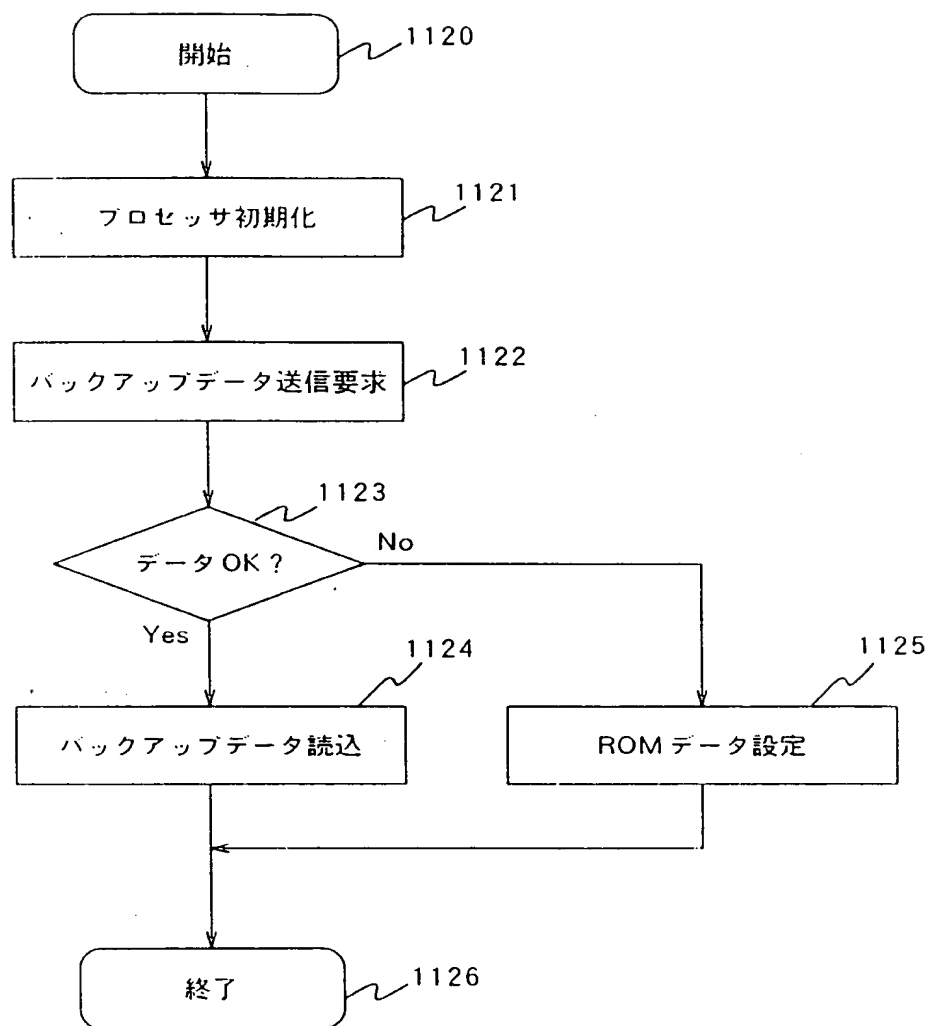 開始
1120
プロセッサ初期化
1121
バックアップデータ送信要求
1122
データOK?
1123
No
Yes
バックアップデータ読込
1124
ROMデータ設定
1125
終了
1126